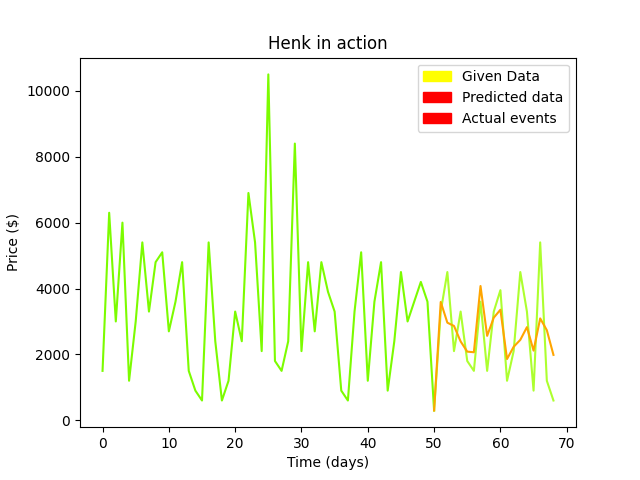 Henk in action
Given Data
Predicted data
Actual events
10000
8000
6000
4000
2000
0
Price ($)
0 10 20 30 40 50 60 70
Time (days)